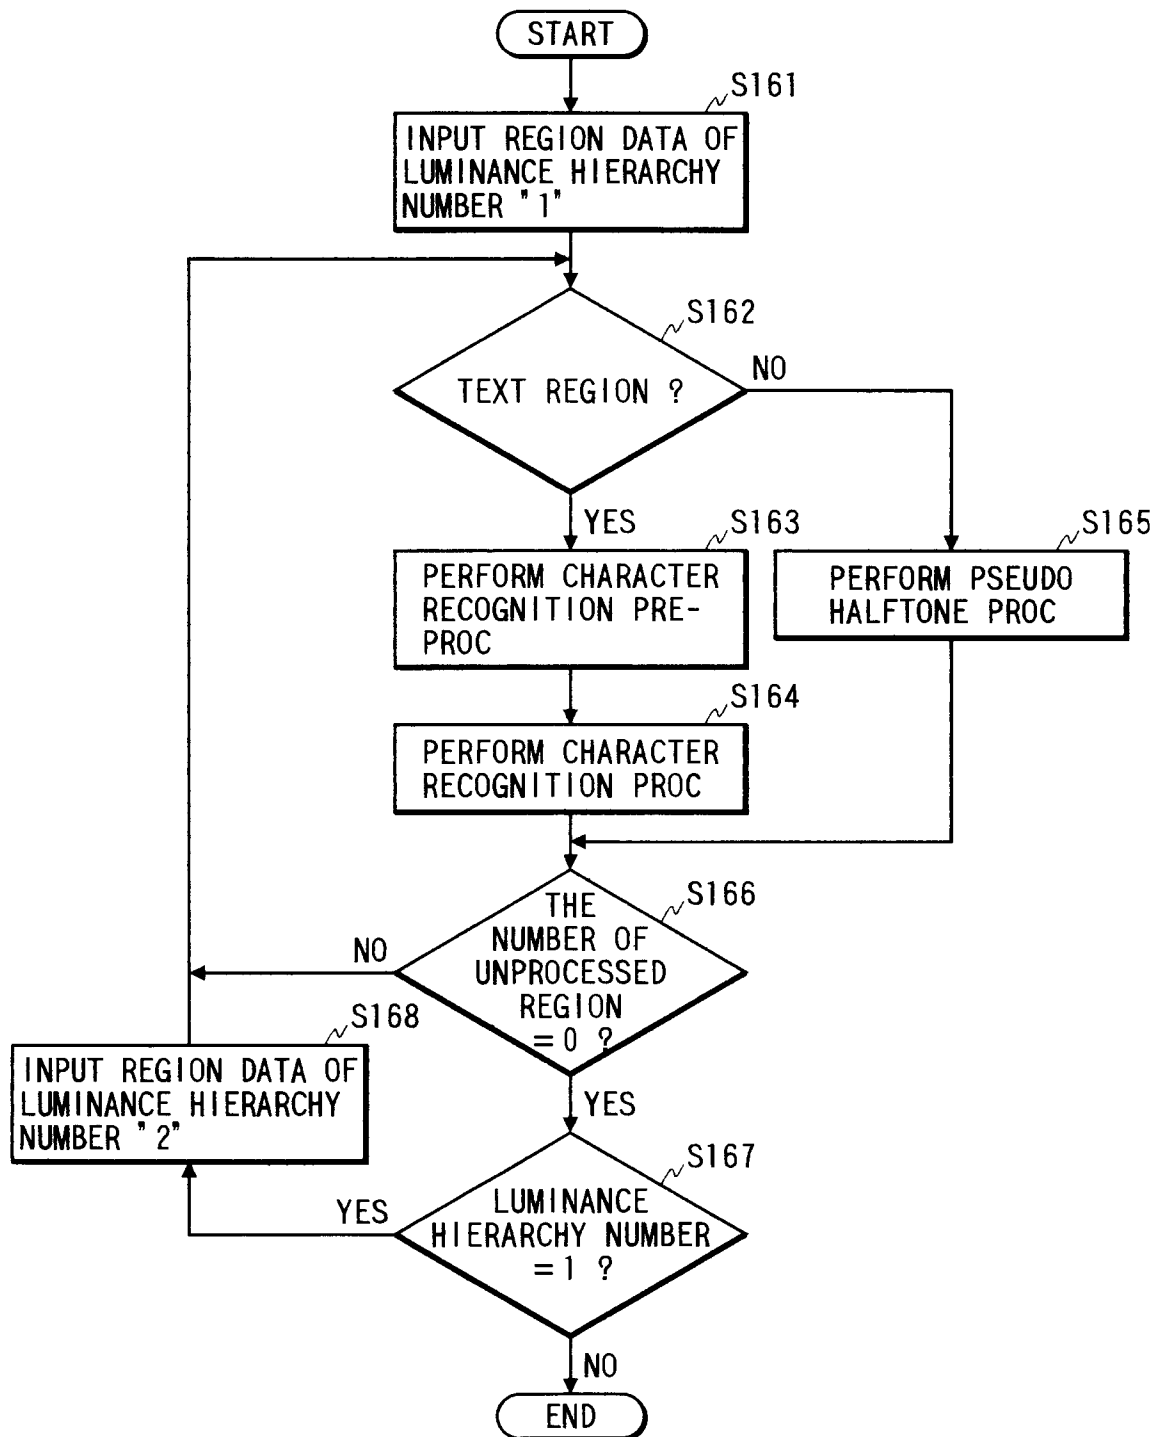 START
S161
INPUT REGION DATA OF
LUMINANCE HIERARCHY
NUMBER "1"
S162
TEXT REGION ?
NO
YES
S163
PERFORM CHARACTER
RECOGNITION PRE-
PROC
S165
PERFORM PSEUDO
HALFTONE PROC
S164
PERFORM CHARACTER
RECOGNITION PROC
S166
THE
NUMBER OF
UNPROCESSED
REGION
=0 ?
NO
YES
S168
INPUT REGION DATA OF
LUMINANCE HIERARCHY
NUMBER "2"
S167
LUMINANCE
HIERARCHY NUMBER
=1 ?
YES
NO
END